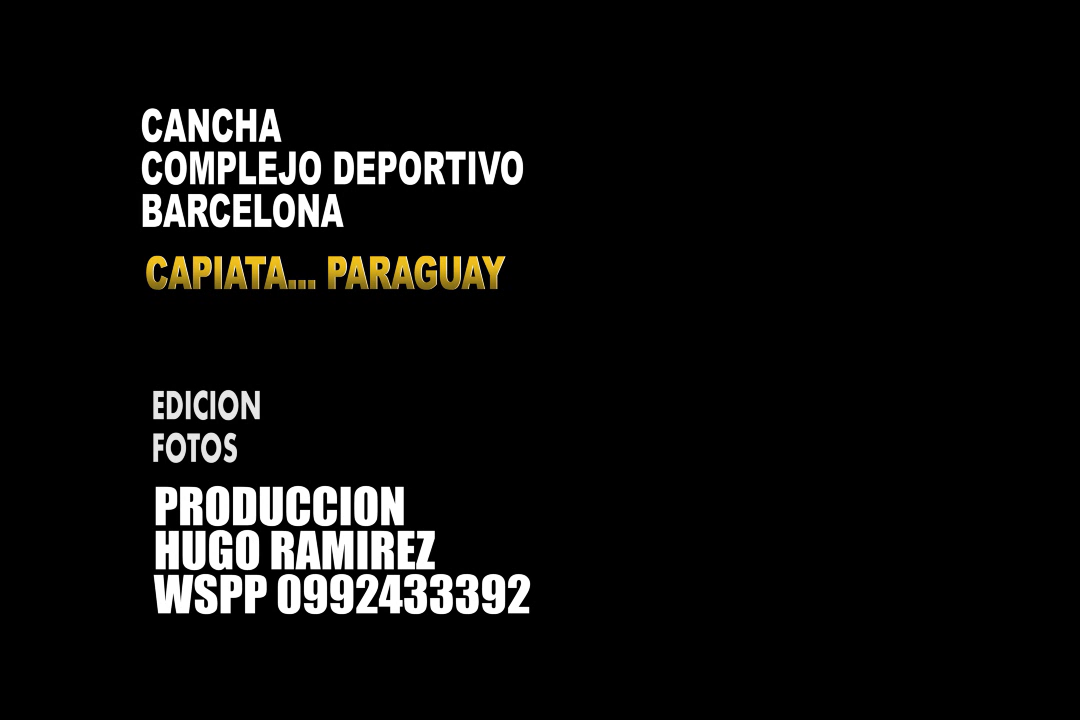 CANCHA
COMPLEJO DEPORTIVO
BARCELONA
CAPIATA... PARAGUAY
EDICION
FOTOS
PRODUCCION
HUGO RAMIREZ
WSPP 0992433392